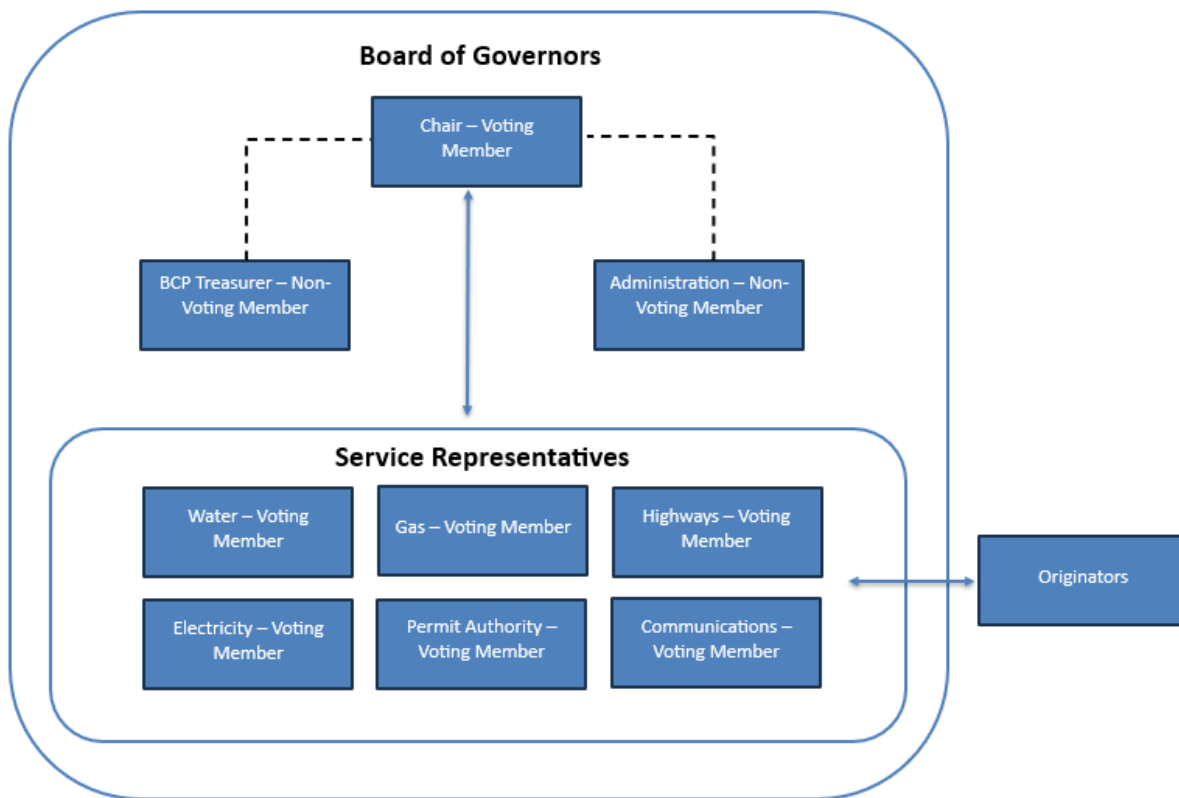 Board of Governors
Chair – Voting
Member
BCP Treasurer – Non-
Voting Member
Administration – Non-
Voting Member
Service Representatives
Water – Voting
Member
Gas – Voting Member
Highways – Voting
Member
Originators
Electricity – Voting
Member
Permit Authority –
Voting Member
Communications –
Voting Member